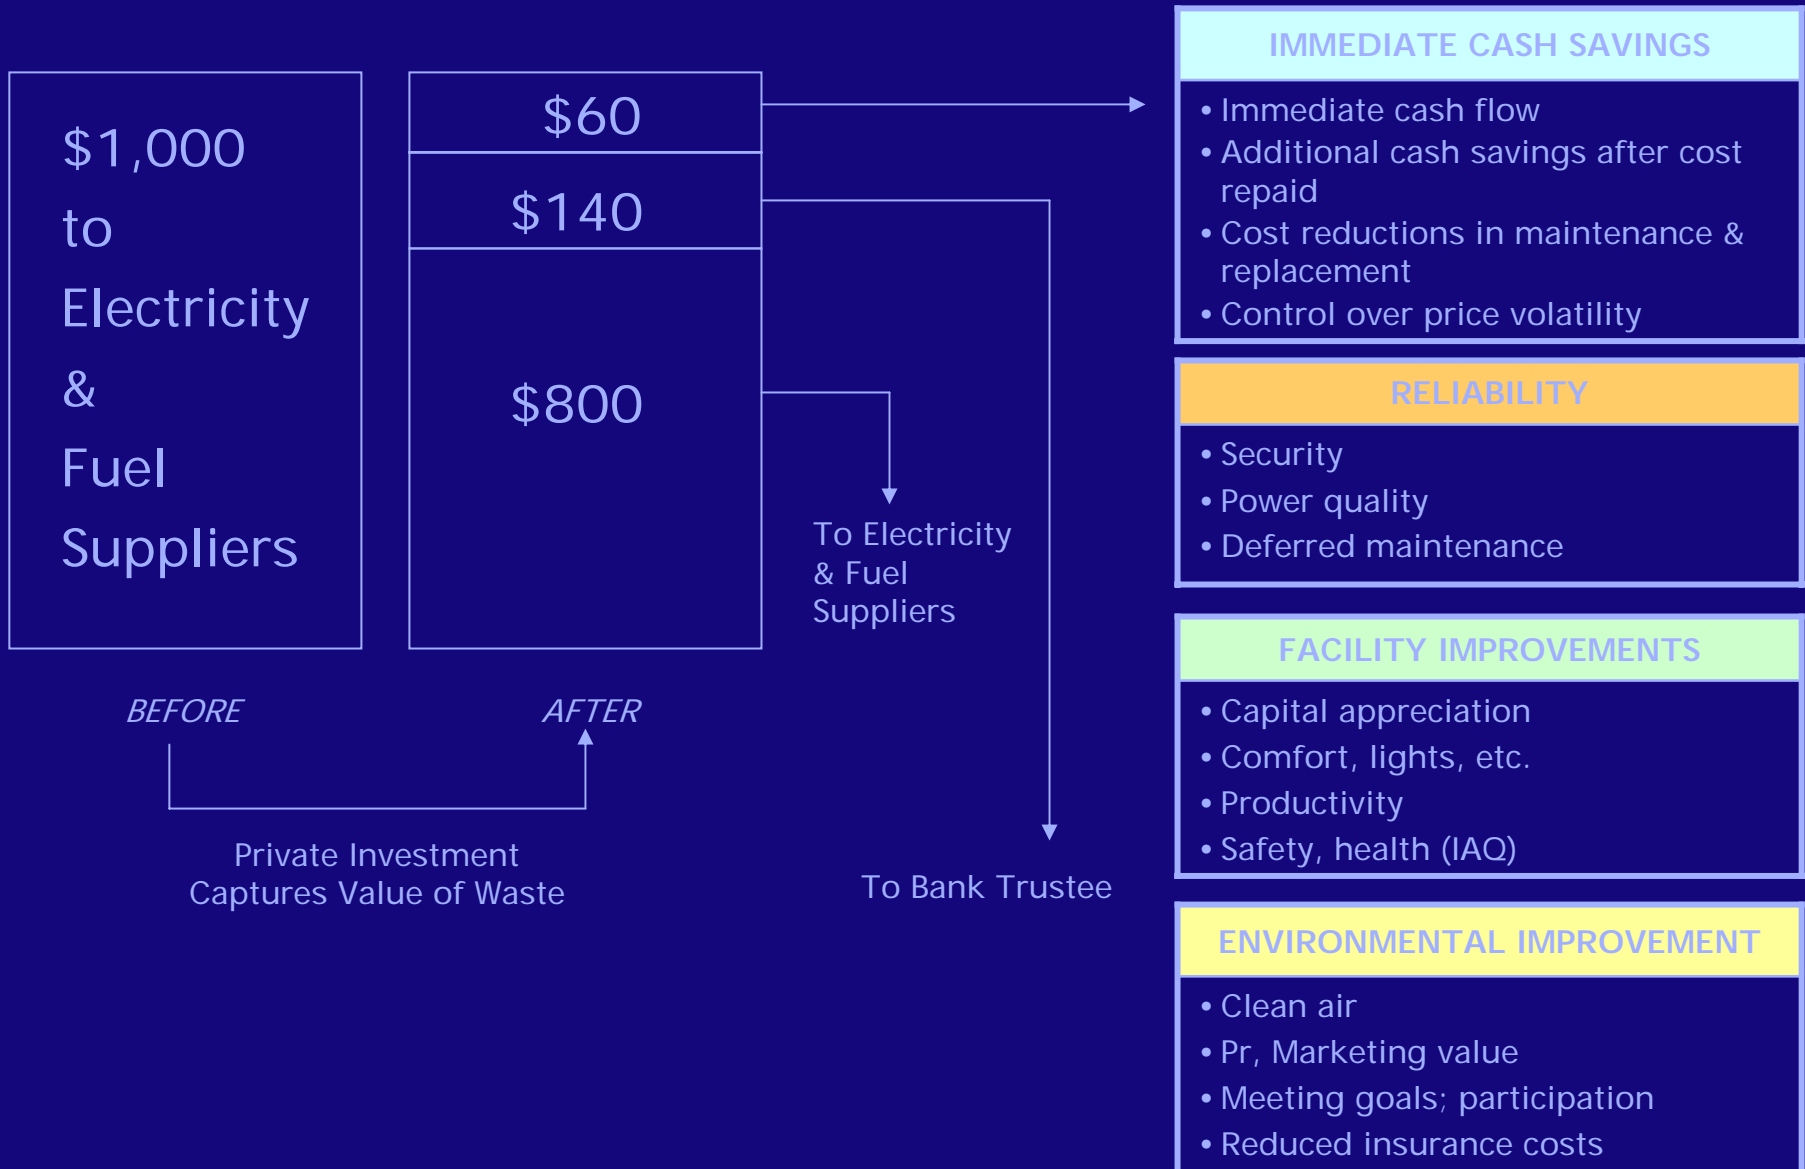 $1,000
to
Electricity
&
Fuel
Suppliers
$60
$140
$800
To Electricity
& Fuel
Suppliers
To Bank Trustee
BEFORE
AFTER
Private Investment
Captures Value of Waste
IMMEDIATE CASH SAVINGS
• Immediate cash flow
• Additional cash savings after cost
repaid
• Cost reductions in maintenance &
replacement
• Control over price volatility
RELIABILITY
• Security
• Power quality
• Deferred maintenance
FACILITY IMPROVEMENTS
• Capital appreciation
• Comfort, lights, etc.
• Productivity
• Safety, health (IAQ)
ENVIRONMENTAL IMPROVEMENT
• Clean air
• Pr, Marketing value
• Meeting goals; participation
• Reduced insurance costs